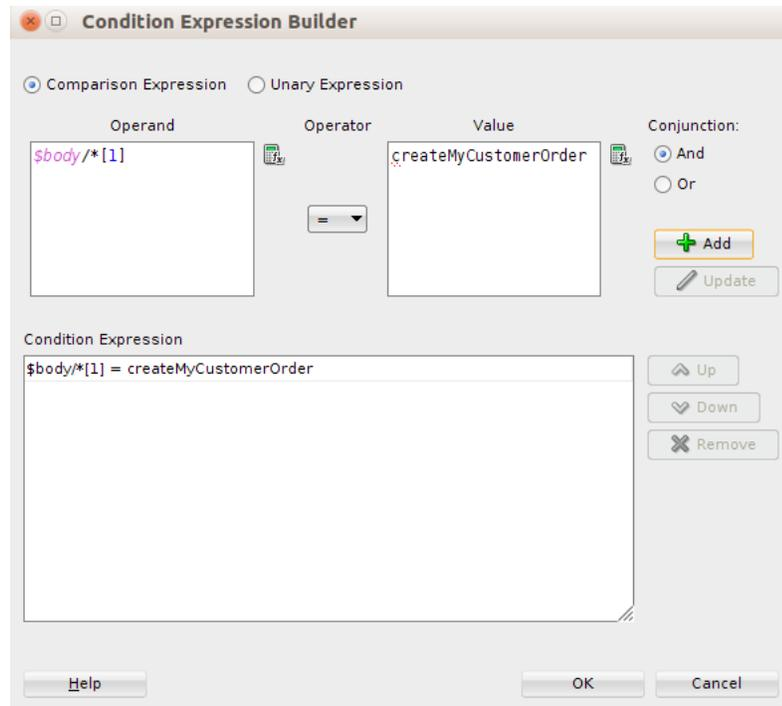 Condition Expression Builder
Comparison Expression Unary Expression
Operand Operator Value Conjunction:
$body/*[1] createMyCustomerOrder And
Or
=
Add
Update
Condition Expression
$body/*[1] = createMyCustomerOrder
Up
Down
Remove
Help OK Cancel